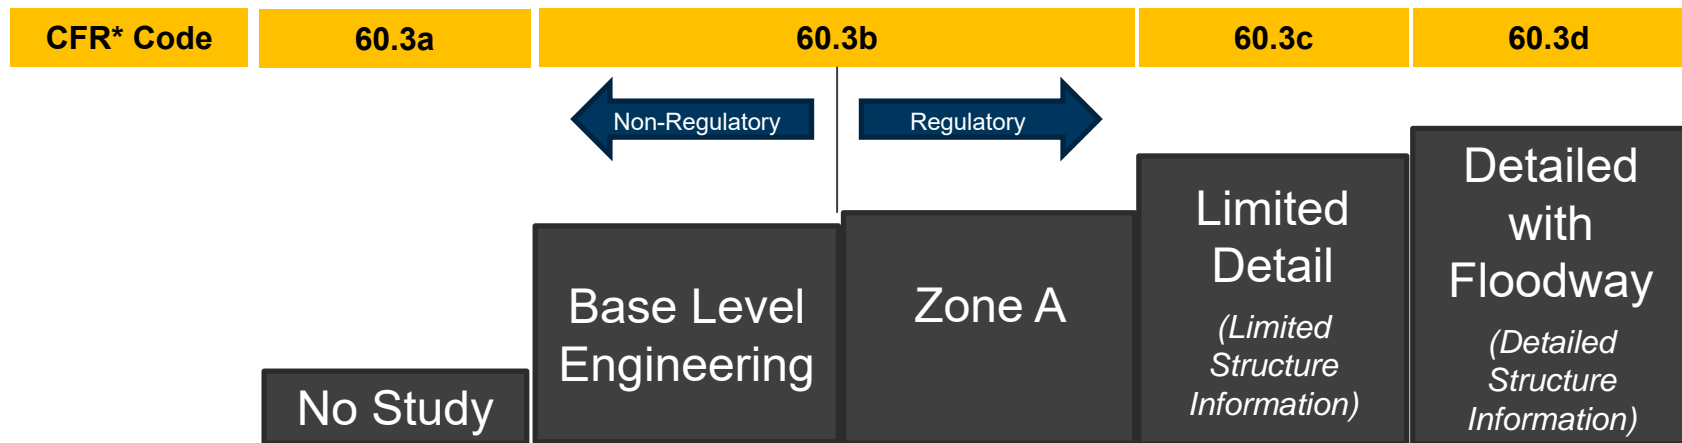 CFR* Code 60.3a 60.3b 60.3c 60.3d
Non-Regulatory Regulatory
No Study
Base Level
Engineering
Zone A
Limited
Detail
(Limited
Structure
Information)
Detailed
with
Floodway
(Detailed
Structure
Information)